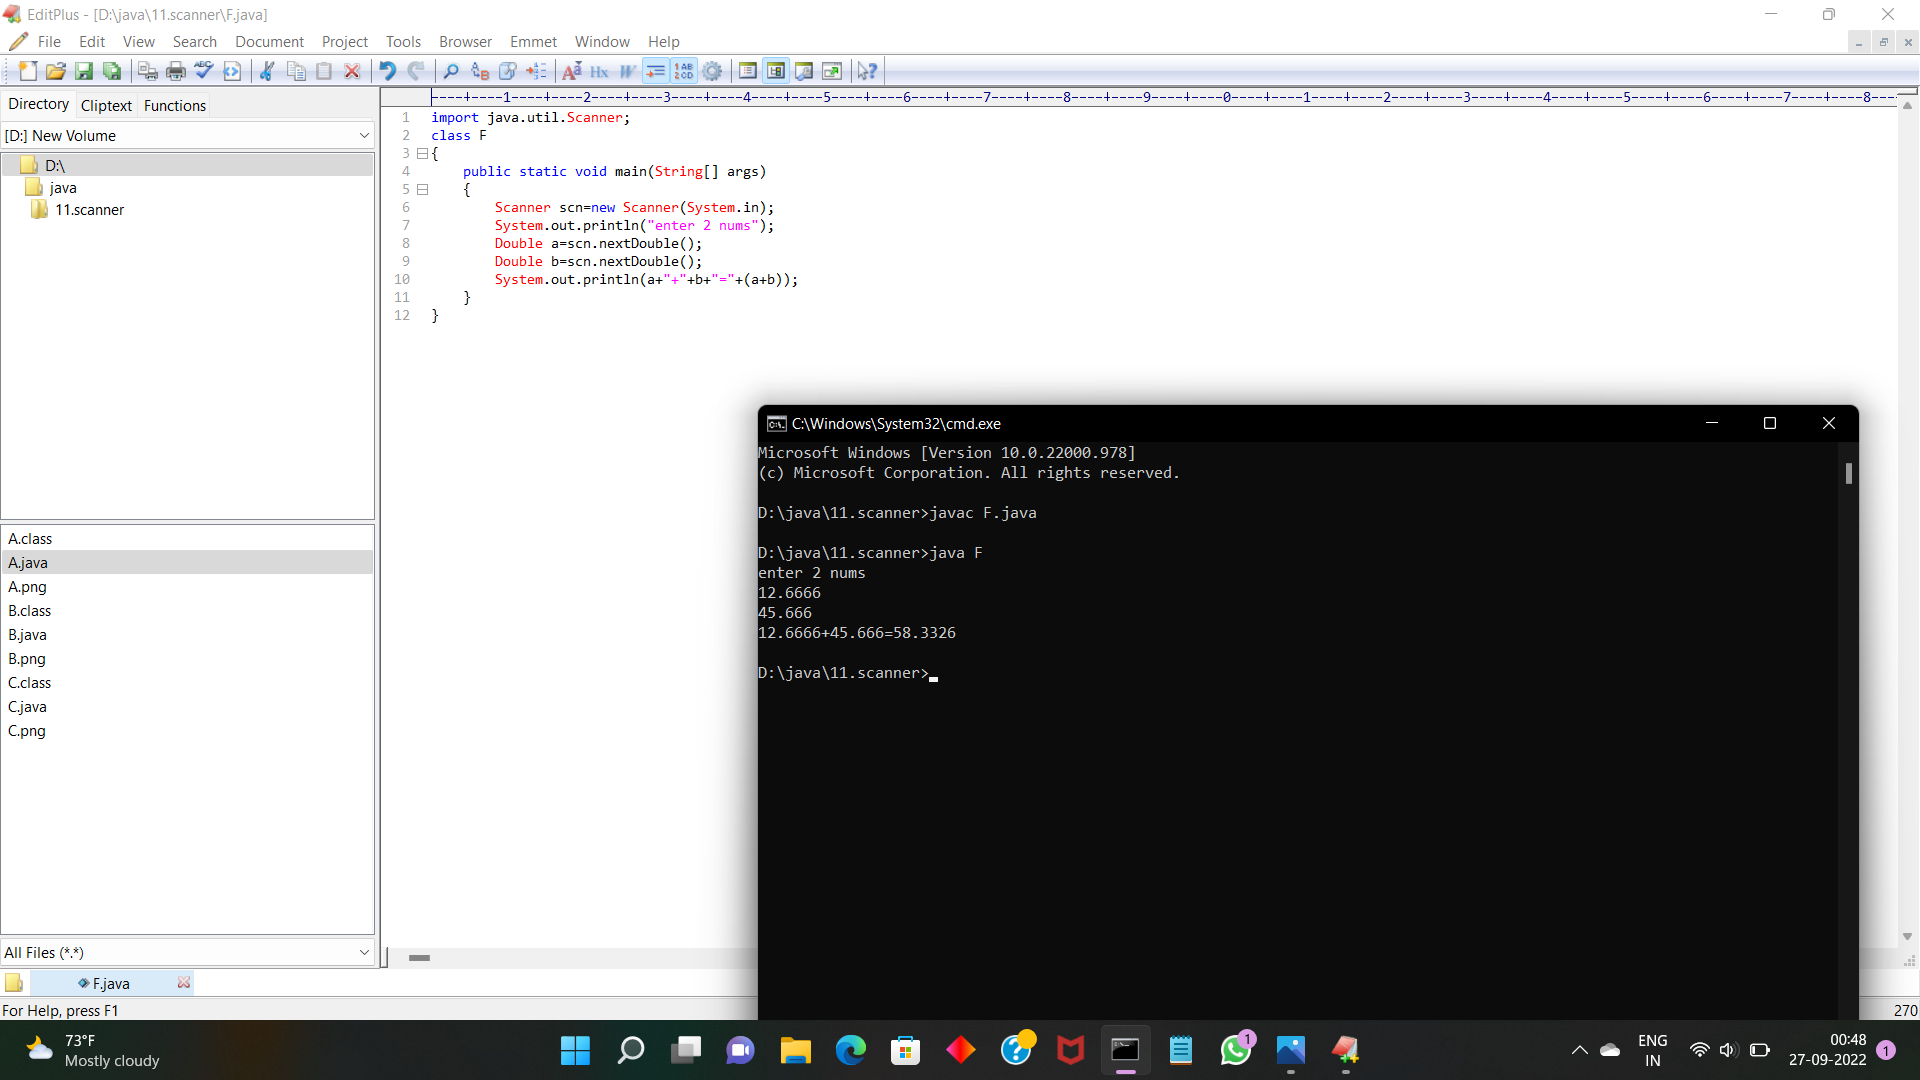 EditPlus - [D:\java\11.scanner\F.java]
File Edit View Search Document Project Tools Browser Emmet Window Help
Directory Cliptext Functions
[D:] New Volume
D:\
java
11.scanner
A.class
A.java
A.png
B.class
B.java
B.png
C.class
C.java
C.png
All Files (*.*)
----+----1----+----2----+----3----+----4----+----5----+----6----+----7----+----8----+----9----+----0----+----1----+----2----+----3----+----4----+----5----+----6----+----7----+----8--
1 import java.util.Scanner;
2 class F
3 {
4 public static void main(String[] args)
5 {
6 Scanner scn=new Scanner(System.in);
7 System.out.println("enter 2 nums");
8 Double a=scn.nextDouble();
9 Double b=scn.nextDouble();
10 System.out.println(a+"+"+b+"="+(a+b));
11 }
12 }
C:\Windows\System32\cmd.exe
Microsoft Windows [Version 10.0.22000.978]
(c) Microsoft Corporation. All rights reserved.
D:\java\11.scanner>javac F.java
D:\java\11.scanner>java F
enter 2 nums
12.6666
45.666
12.6666+45.666=58.3326
D:\java\11.scanner>
F.java
For Help, press F1
270
73°F
Mostly cloudy
1
ENG
IN
00:48
27-09-2022
1